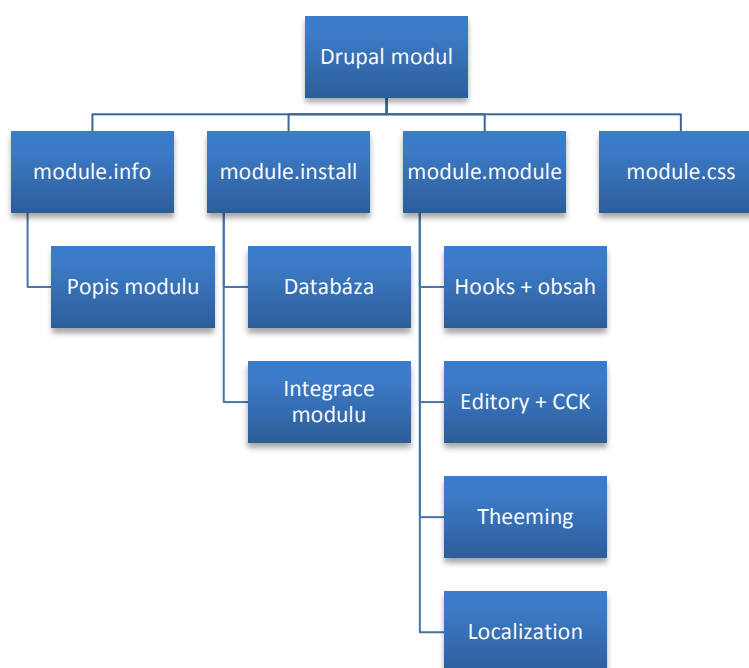 Drupal modul
module.info
module.install
module.module
module.css
Popis modulu
Databáza
Hooks + obsah
Integrace
modulu
Editory + CCK
Theeming
Localization